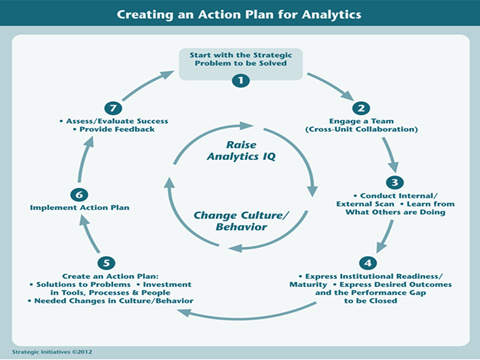 Creating an Action Plan for Analytics
Start with the Strategic
Problem to be Solved
1
2
Engage a Team
(Cross-Unit Collaboration)
3
• Conduct Internal/
External Scan • Learn from
What Others are Doing
4
• Express Institutional Readiness/
Maturity • Express Desired Outcomes
and the Performance Gap
to be Closed
5
Create an Action Plan:
• Solutions to Problems • Investment
in Tools, Processes & People
• Needed Changes in Culture/Behavior
6
Implement Action Plan
7
• Assess/Evaluate Success
• Provide Feedback
Raise
Analytics IQ
Change Culture/
Behavior
Strategic Initiatives ©2012